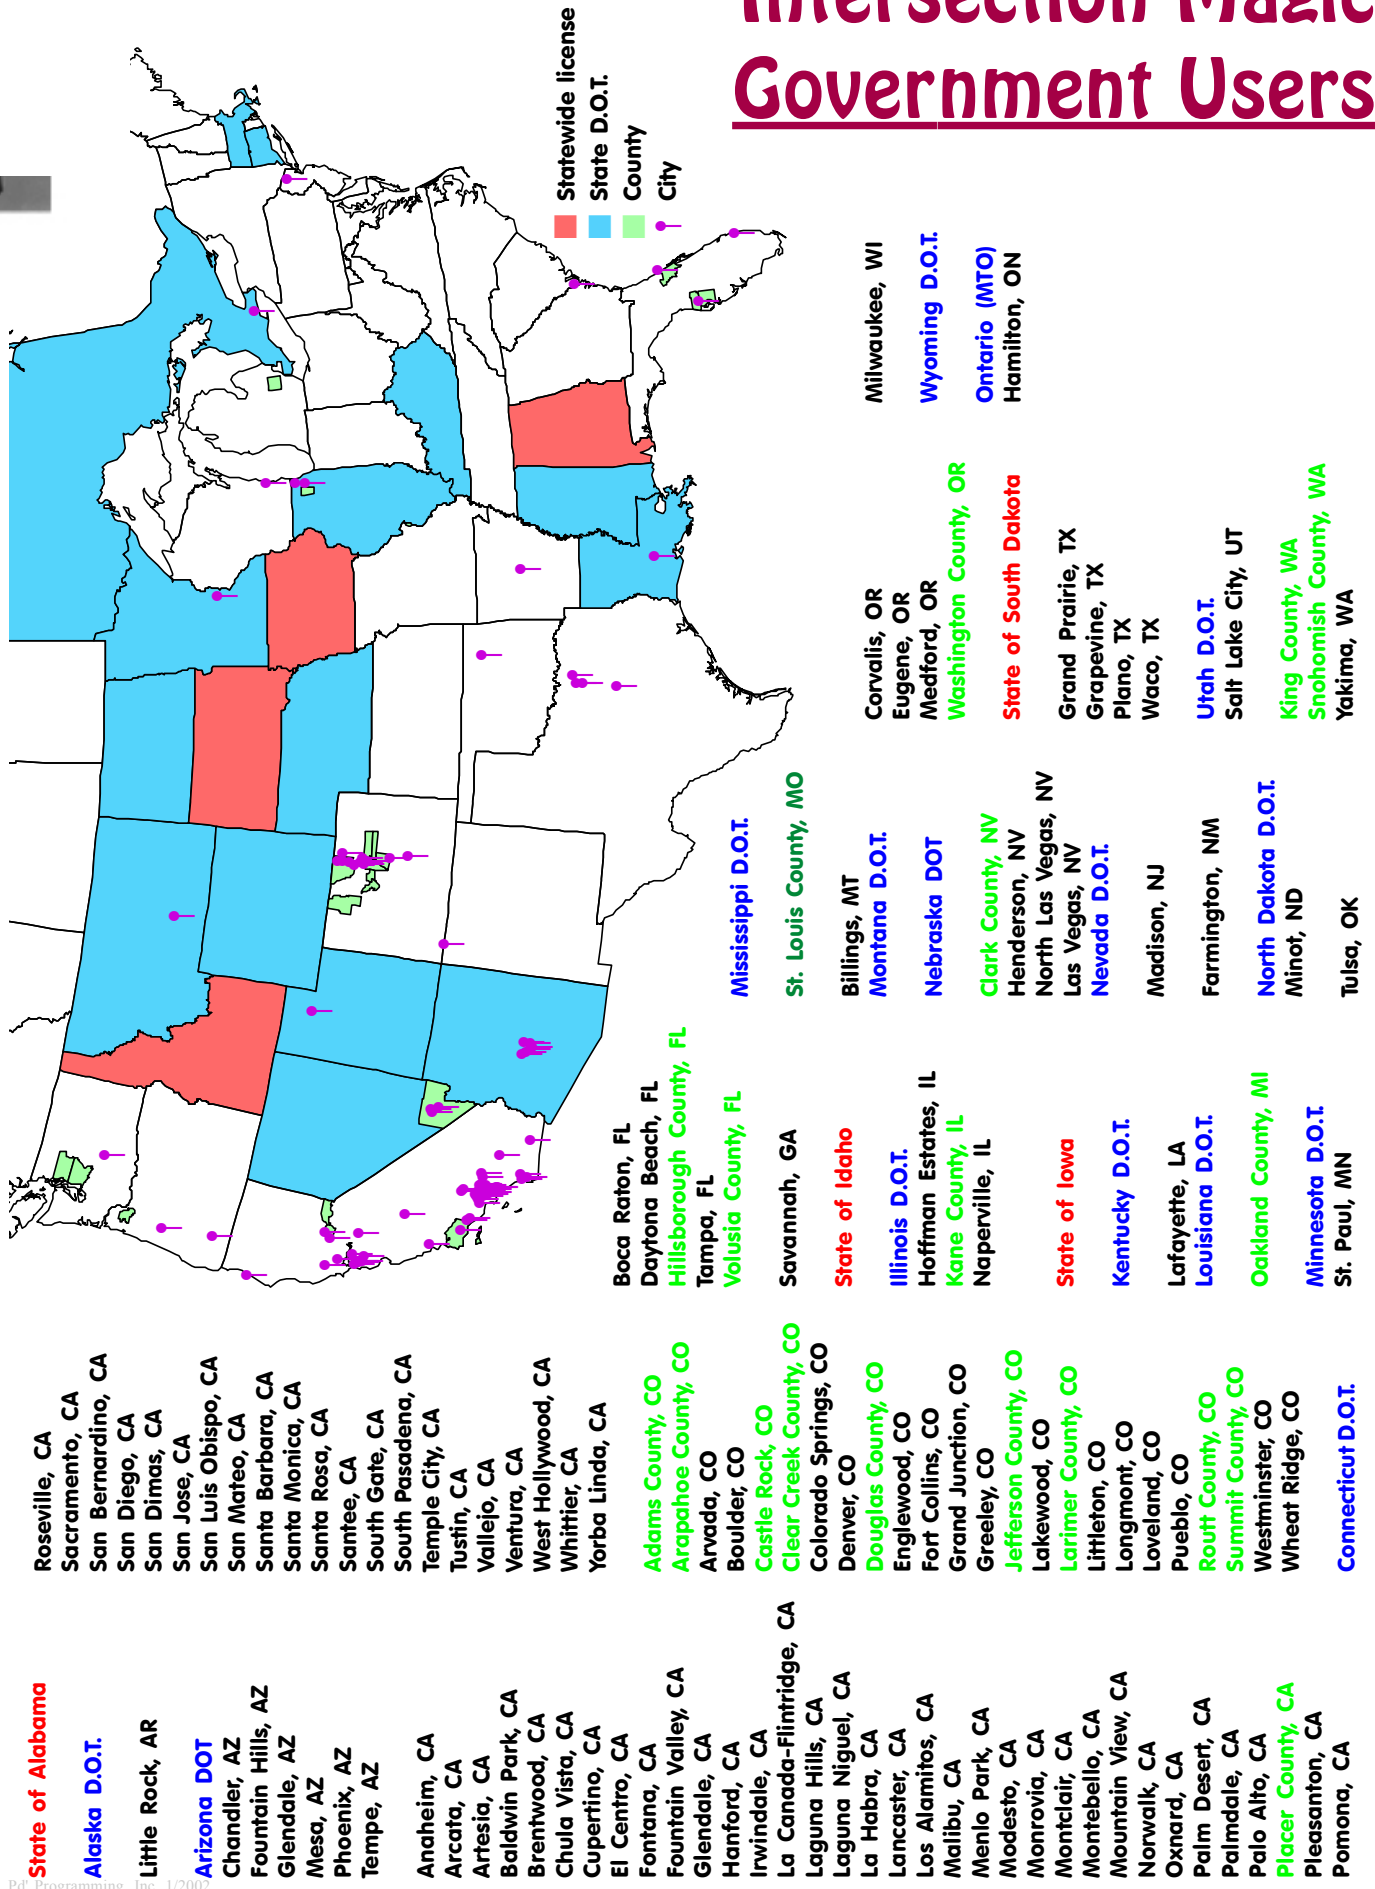 Intersection Magic
Government Users
Statewide license
State D.O.T.
County
City
State of Alabama
Alaska D.O.T.
Little Rock, AR
Arizona DOT
Chandler, AZ
Fountain Hills, AZ
Glendale, AZ
Mesa, AZ
Phoenix, AZ
Tempe, AZ
Anaheim, CA
Arcata, CA
Artesia, CA
Baldwin Park, CA
Brentwood, CA
Chula Vista, CA
Cupertino, CA
El Centro, CA
Fontana, CA
Fountain Valley, CA
Glendale, CA
Hanford, CA
Irwindale, CA
La Canada-Flintridge, CA
Laguna Hills, CA
Laguna Niguel, CA
La Habra, CA
Lancaster, CA
Los Alamitos, CA
Malibu, CA
Menlo Park, CA
Modesto, CA
Monrovia, CA
Montclair, CA
Montebello, CA
Mountain View, CA
Norwalk, CA
Oxnard, CA
Palm Desert, CA
Palmdale, CA
Palo Alto, CA
Placer County, CA
Pleasanton, CA
Pomona, CA
Roseville, CA
Sacramento, CA
San Bernardino, CA
San Diego, CA
San Dimas, CA
San Jose, CA
San Luis Obispo, CA
San Mateo, CA
Santa Barbara, CA
Santa Monica, CA
Santa Rosa, CA
Santee, CA
South Gate, CA
South Pasadena, CA
Temple City, CA
Tustin, CA
Vallejo, CA
Ventura, CA
West Hollywood, CA
Whittier, CA
Yorba Linda, CA
Adams County, CO
Arapahoe County, CO
Arvada, CO
Boulder, CO
Castle Rock, CO
Clear Creek County, CO
Colorado Springs, CO
Denver, CO
Douglas County, CO
Englewood, CO
Fort Collins, CO
Grand Junction, CO
Greeley, CO
Jefferson County, CO
Lakewood, CO
Larimer County, CO
Littleton, CO
Longmont, CO
Loveland, CO
Pueblo, CO
Routt County, CO
Summit County, CO
Westminster, CO
Wheat Ridge, CO
Connecticut D.O.T.
Boca Raton, FL
Daytona Beach, FL
Hillsborough County, FL
Tampa, FL
Volusia County, FL
Savannah, GA
State of Idaho
Illinois D.O.T.
Hoffman Estates, IL
Kane County, IL
Naperville, IL
State of Iowa
Kentucky D.O.T.
Lafayette, LA
Louisiana D.O.T.
Oakland County, MI
Minnesota D.O.T.
St. Paul, MN
Mississippi D.O.T.
St. Louis County, MO
Billings, MT
Montana D.O.T.
Nebraska DOT
Clark County, NV
Henderson, NV
North Las Vegas, NV
Las Vegas, NV
Nevada D.O.T.
Madison, NJ
Farmington, NM
North Dakota D.O.T.
Minot, ND
Tulsa, OK
Corvalis, OR
Eugene, OR
Medford, OR
Washington County, OR
State of South Dakota
Grand Prairie, TX
Grapevine, TX
Plano, TX
Waco, TX
Utah D.O.T.
Salt Lake City, UT
King County, WA
Snohomish County, WA
Yakima, WA
Milwaukee, WI
Wyoming D.O.T.
Ontario (MTO)
Hamilton, ON
Pd' Programming, Inc. 1/2002